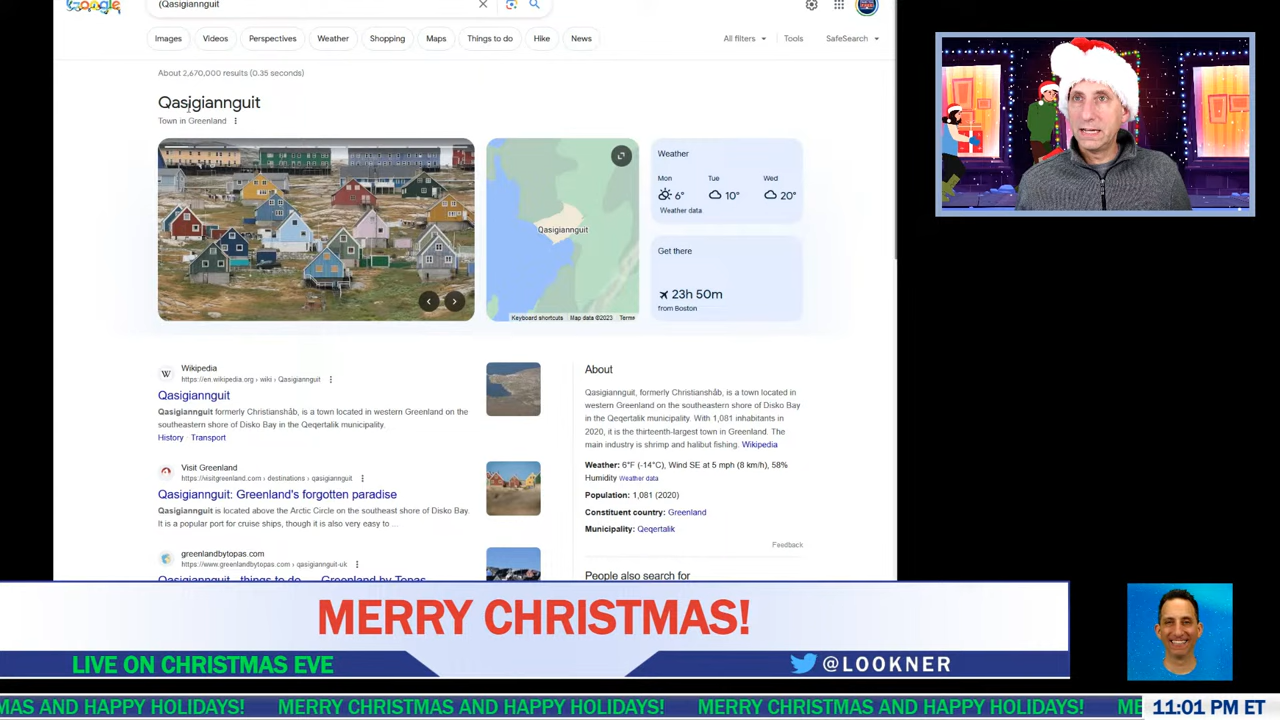 Google
(Qasigiannguit
Images Videos Perspectives Weather Shopping Maps Things to do Hike News All filters Tools SafeSearch
About 2,670,000 results (0.35 seconds)
Qasigiannguit
Town in Greenland
Qasigiannguit
Keyboard shortcuts Map data ©2023 Terms
Weather
Mon Tue Wed
6° 10° 20°
Weather data
Get there
23h 50m
from Boston
Wikipedia
https://en.wikipedia.org › wiki › Qasigiannguit
Qasigiannguit
Qasigiannguit formerly Christianshåb, is a town located in western Greenland on the
southeastern shore of Disko Bay in the Qeqertalik municipality.
History Transport
Visit Greenland
https://visitgreenland.com › destinations › qasigiannguit
Qasigiannguit: Greenland's forgotten paradise
Qasigiannguit is located above the Arctic Circle on the southeast shore of Disko Bay.
It is a popular port for cruise ships, though it is also very easy to ...
greenlandbytopas.com
https://www.greenlandbytopas.com › qasigiannguit-uk
Qasigiannguit - things to do ... - Greenland by Topas
About
Qasigiannguit, formerly Christianshåb, is a town located in
western Greenland on the southeastern shore of Disko Bay
in the Qeqertalik municipality. With 1,081 inhabitants in
2020, it is the thirteenth-largest town in Greenland. The
main industry is shrimp and halibut fishing. Wikipedia
Weather: 6°F (-14°C), Wind SE at 5 mph (8 km/h), 58%
Humidity Weather data
Population: 1,081 (2020)
Constituent country: Greenland
Municipality: Qeqertalik
Feedback
People also search for
MERRY CHRISTMAS!
LIVE ON CHRISTMAS EVE
@LOOKNER
MAS AND HAPPY HOLIDAYS! MERRY CHRISTMAS AND HAPPY HOLIDAYS! ME
11:01 PM ET